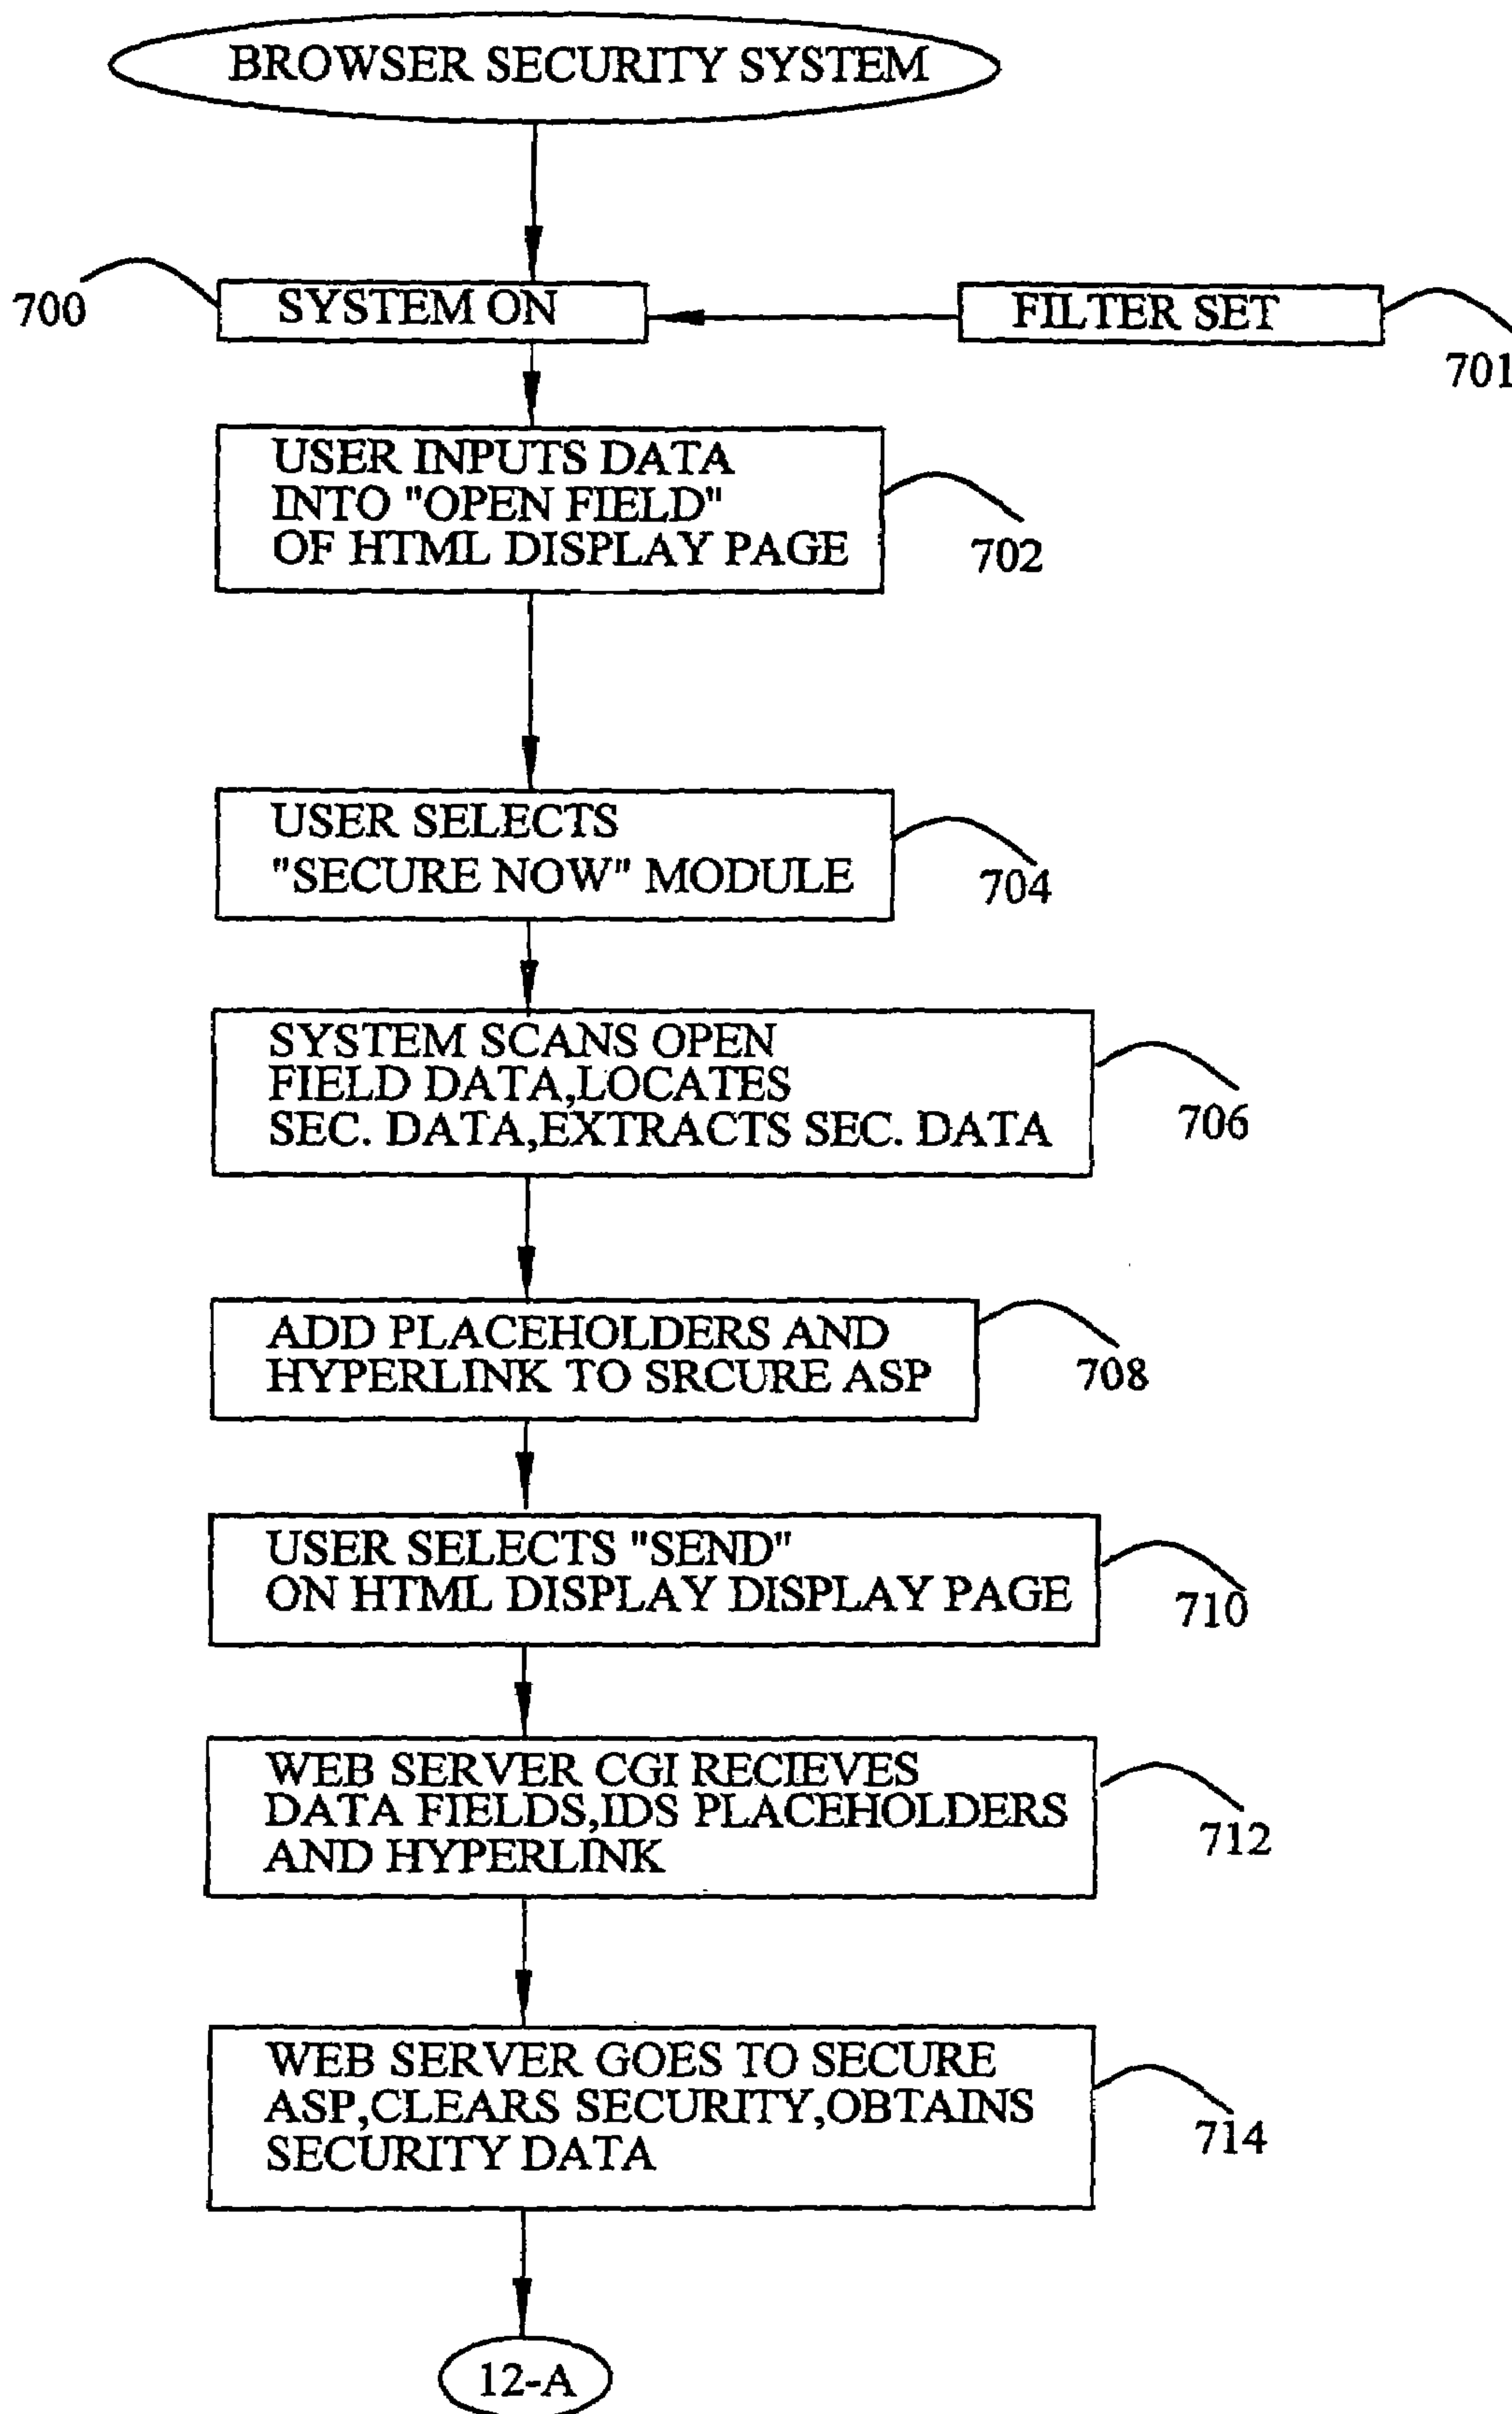 BROWSER SECURITY SYSTEM
700
SYSTEM ON
FILTER SET
701
USER INPUTS DATA
INTO "OPEN FIELD"
OF HTML DISPLAY PAGE
702
USER SELECTS
"SECURE NOW" MODULE
704
SYSTEM SCANS OPEN
FIELD DATA,LOCATES
SEC. DATA,EXTRACTS SEC. DATA
706
ADD PLACEHOLDERS AND
HYPERLINK TO SRCURE ASP
708
USER SELECTS "SEND"
ON HTML DISPLAY DISPLAY PAGE
710
WEB SERVER CGI RECIEVES
DATA FIELDS,IDS PLACEHOLDERS
AND HYPERLINK
712
WEB SERVER GOES TO SECURE
ASP,CLEARS SECURITY,OBTAINS
SECURITY DATA
714
12-A